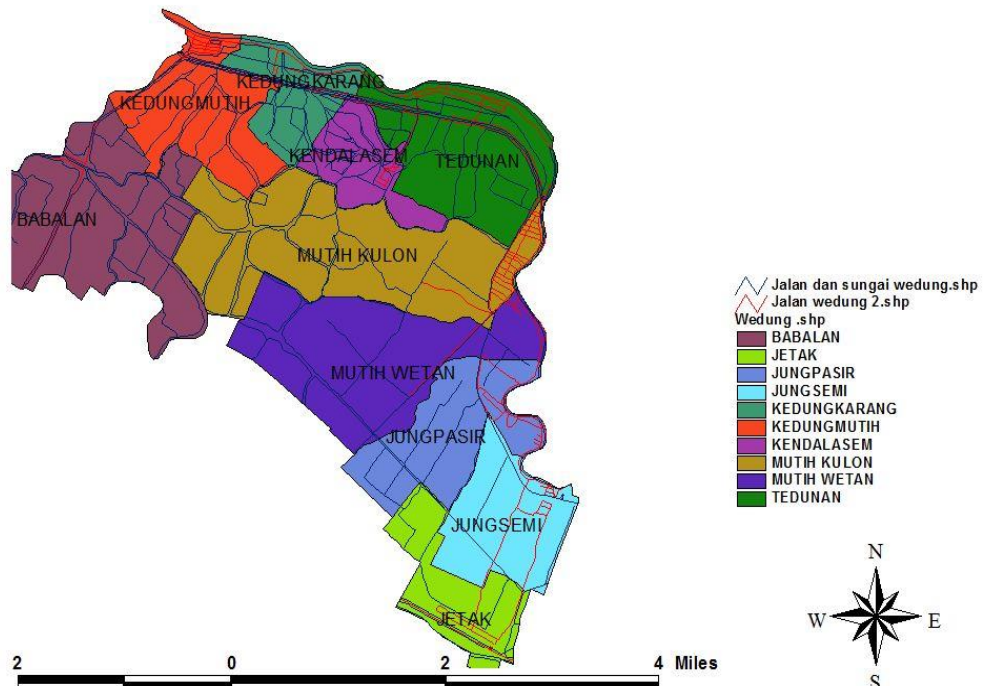 KEDUNGKARANG
KEDUNGMUTIH
KENDALASEM
TEDUNAN
BABALAN
MUTIH KULON
MUTIH WETAN
JUNGPASIR
JUNGSEMI
JETAK
Jalan dan sungai wedung.shp
Jalan wedung 2.shp
Wedung .shp
BABALAN
JETAK
JUNGPASIR
JUNGSEMI
KEDUNGKARANG
KEDUNGMUTIH
KENDALASEM
MUTIH KULON
MUTIH WETAN
TEDUNAN
N
W E
S
2 0 2 4 Miles